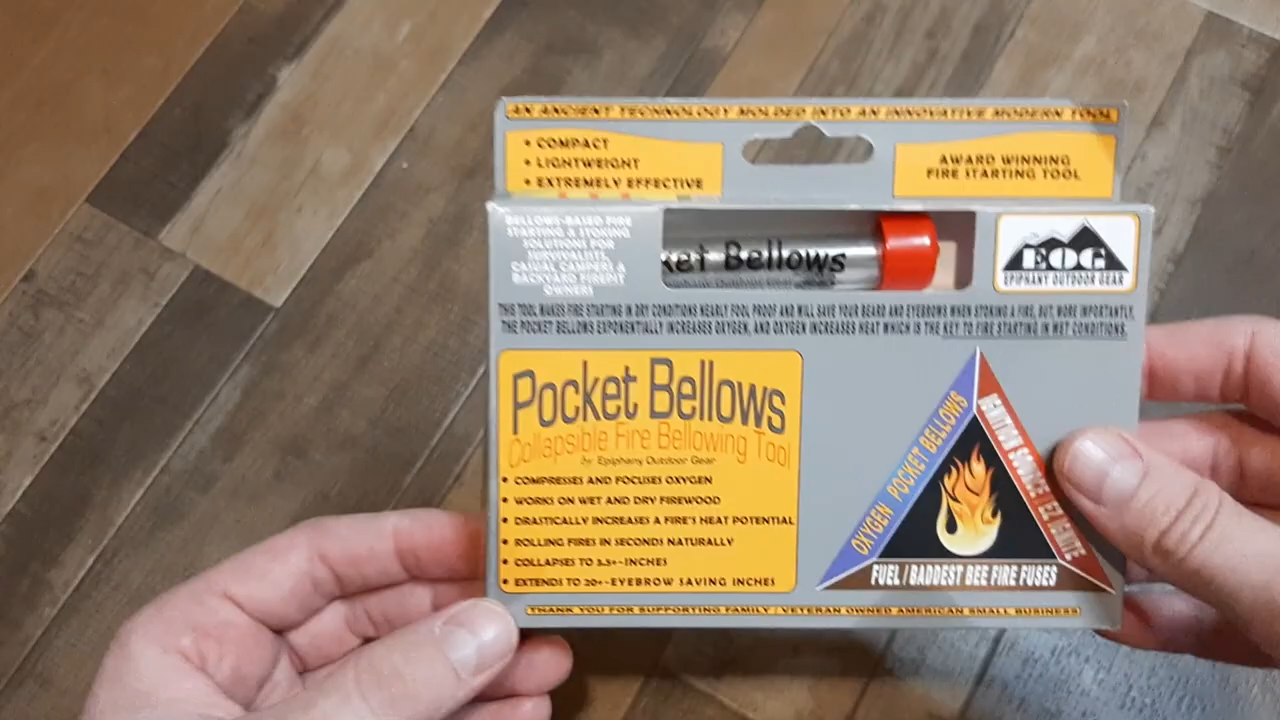 AN ANCIENT TECHNOLOGY MOLDED INTO AN INNOVATIVE MODERN TOOL
• COMPACT
• LIGHTWEIGHT
• EXTREMELY EFFECTIVE
AWARD WINNING
FIRE STARTING TOOL
BELLOWS-BASED FIRE
STARTING & STOKING
SOLUTIONS FOR
SURVIVALISTS,
CASUAL CAMPERS &
BACKYARD FIREPIT
OWNERS
ket Bellows
EOG
EPIPHANY OUTDOOR GEAR
THIS TOOL MAKES FIRE STARTING IN DRY CONDITIONS NEARLY FOOL PROOF AND WILL SAVE YOUR BEARD AND EYEBROWS WHEN STOKING A FIRE, BUT, MORE IMPORTANTLY,
THE POCKET BELLOWS EXPONENTIALLY INCREASES OXYGEN, AND OXYGEN INCREASES HEAT WHICH IS THE KEY TO FIRE STARTING IN WET CONDITIONS.
Pocket Bellows
Collapsible Fire Bellowing Tool
by Epiphany Outdoor Gear
• COMPRESSES AND FOCUSES OXYGEN
• WORKS ON WET AND DRY FIREWOOD
• DRASTICALLY INCREASES A FIRE'S HEAT POTENTIAL
• ROLLING FIRES IN SECONDS NATURALLY
• COLLAPSES TO 3.5+-INCHES
• EXTENDS TO 20+-EYEBROW SAVING INCHES
OXYGEN POCKET BELLOWS
IGNITION SOURCE / EZ IGNITE
FUEL / BADDEST BEE FIRE FUSES
THANK YOU FOR SUPPORTING FAMILY / VETERAN OWNED AMERICAN SMALL BUSINESS